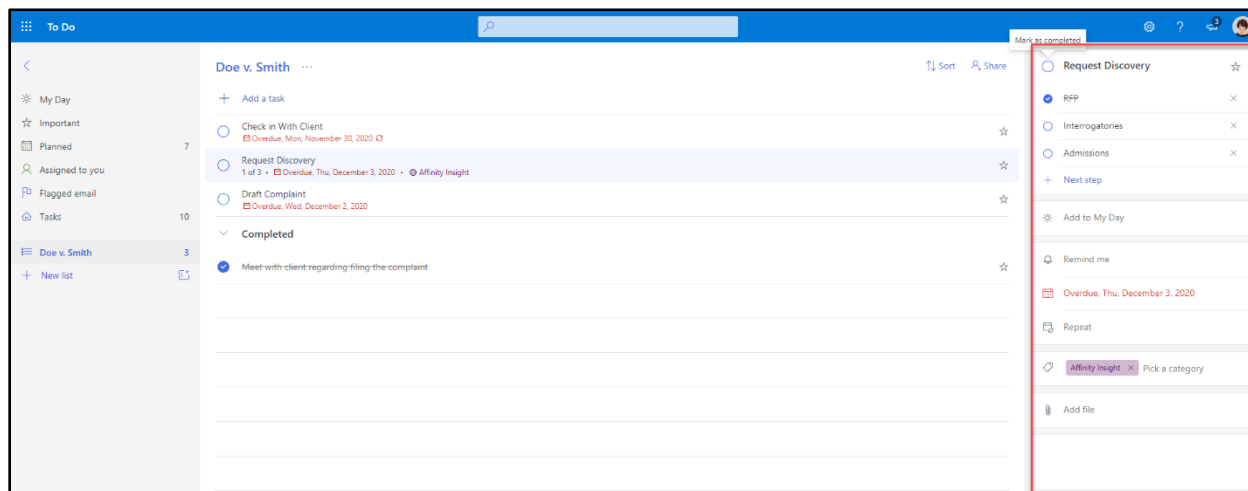 To Do
3
Mark as completed
My Day
Important
Planned 7
Assigned to you
Flagged email
Tasks 10
Doe v. Smith 3
New list
Doe v. Smith ...
Sort Share
Add a task
Check in With Client
Overdue, Mon, November 30, 2020
Request Discovery
1 of 3 • Overdue, Thu, December 3, 2020 • Affinity Insight
Draft Complaint
Overdue, Wed, December 2, 2020
Completed
Meet with client regarding filing the complaint
Request Discovery
RFP
Interrogatories
Admissions
Next step
Add to My Day
Remind me
Overdue, Thu, December 3, 2020
Repeat
Affinity Insight Pick a category
Add file